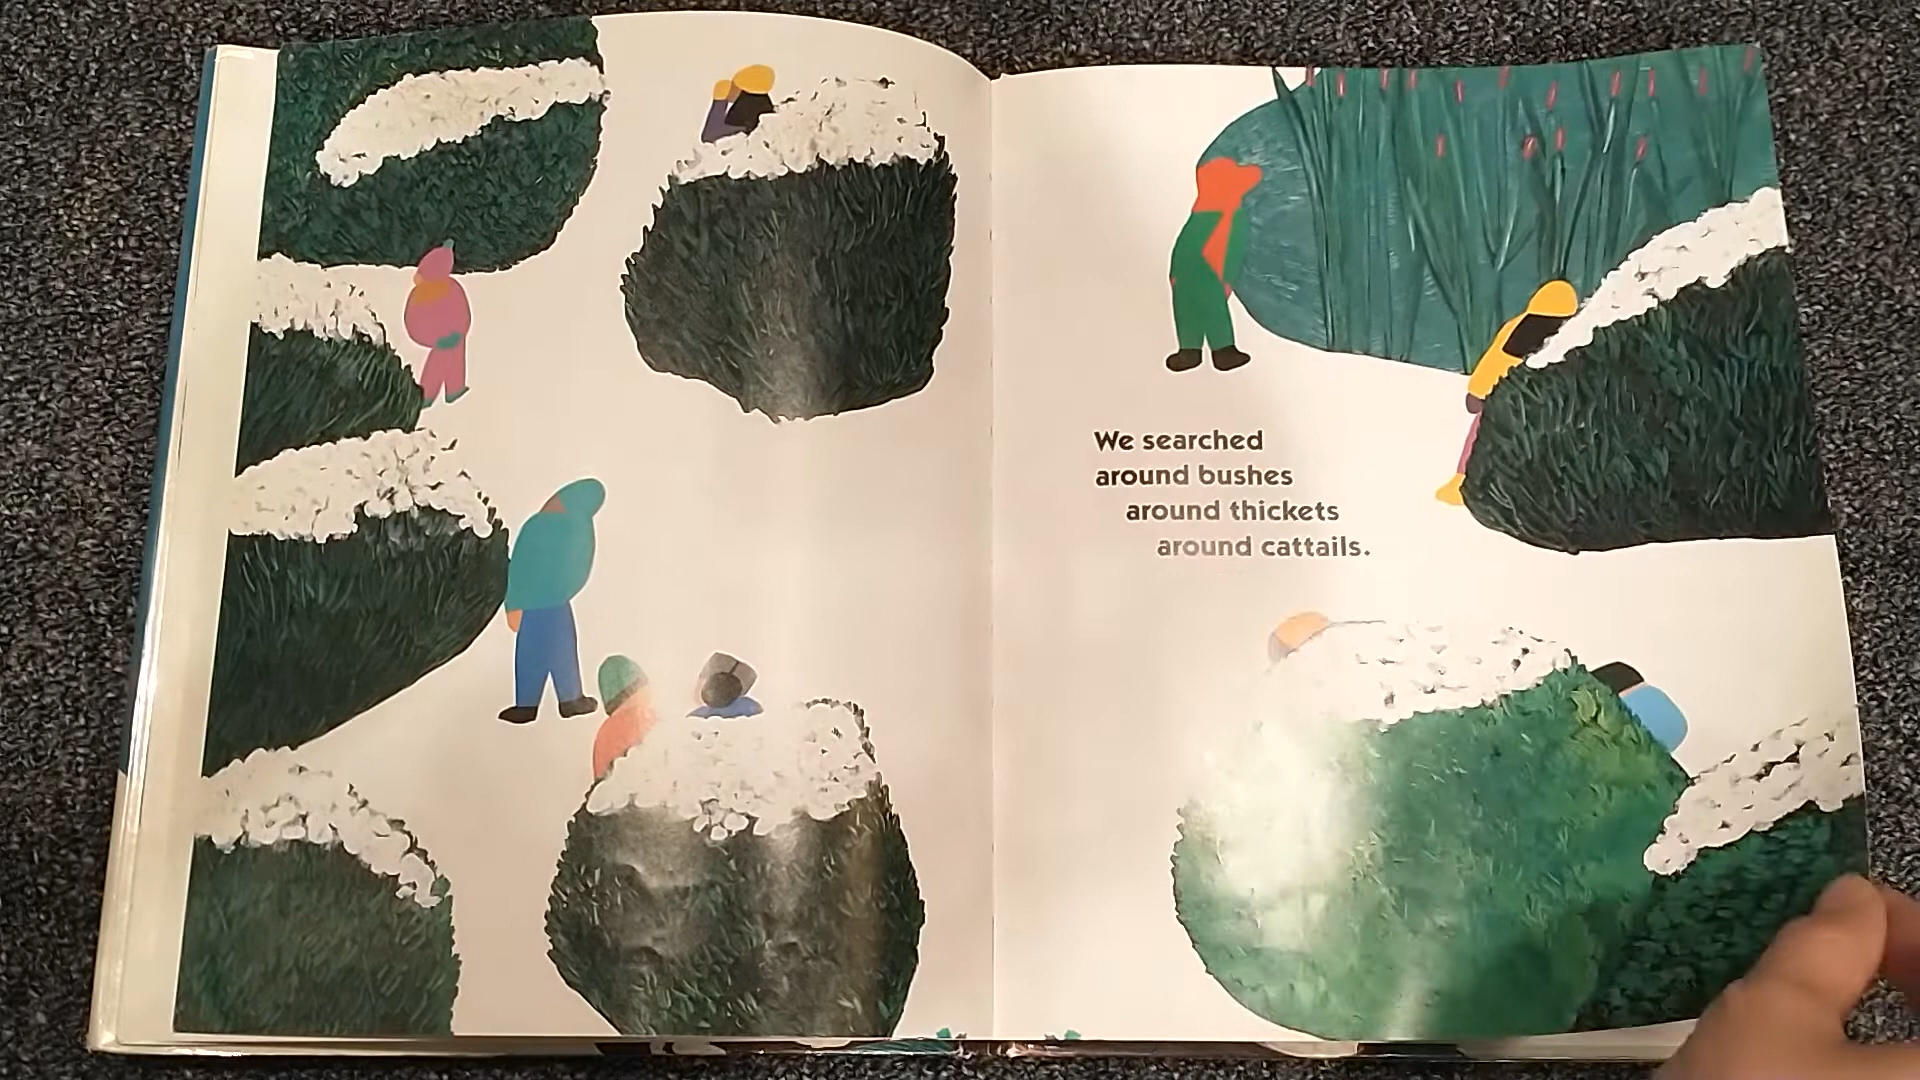 We searched
around bushes
around thickets
around cattails.